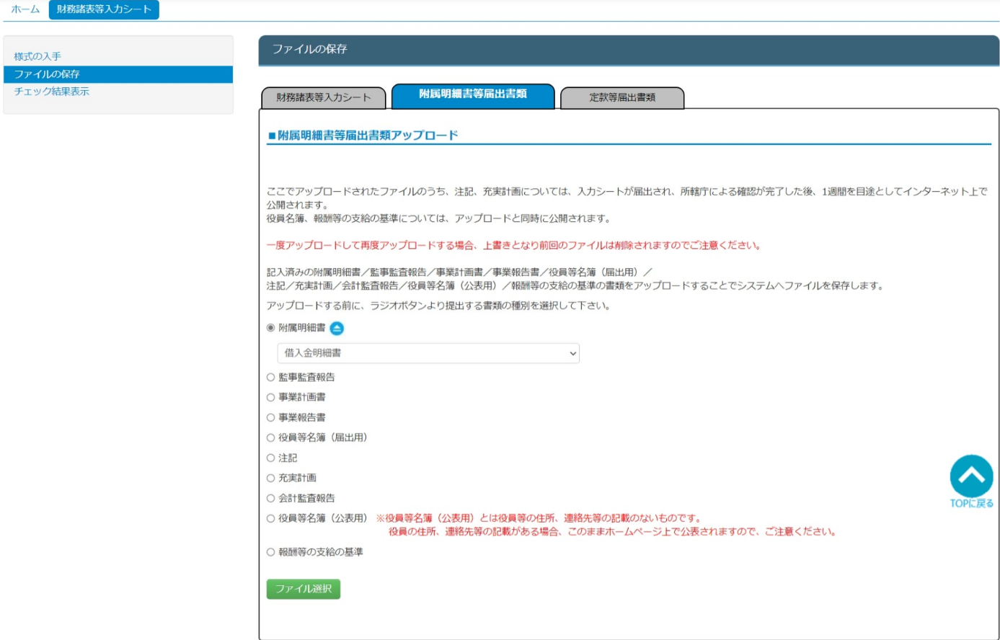 ホーム 財務諸表等入力シート
様式の入手
ファイルの保存
チェック結果表示
ファイルの保存
財務諸表等入力シート 附属明細書等届出書類 定款等届出書類
■附属明細書等届出書類アップロード
ここでアップロードされたファイルのうち、注記、充実計画については、入力シートが届出され、所轄庁による確認が完了した後、1週間を目途としてインターネット上で
公開されます。
役員名簿、報酬等の支給の基準については、アップロードと同時に公開されます。
一度アップロードして再度アップロードする場合、上書きとなり前回のファイルは削除されますのでご注意ください。
記入済みの附属明細書／監事監査報告／事業計画書／事業報告書／役員等名簿（届出用）／
注記／充実計画／会計監査報告／役員等名簿（公表用）／報酬等の支給の基準の書類をアップロードすることでシステムへファイルを保存します。
アップロードする前に、ラジオボタンより提出する書類の種別を選択して下さい。
附属明細書
借入金明細書
監事監査報告
事業計画書
事業報告書
役員等名簿（届出用）
注記
充実計画
会計監査報告
役員等名簿（公表用） ※役員等名簿（公表用）とは役員等の住所、連絡先等の記載のないものです。
役員の住所、連絡先等の記載がある場合、このままホームページ上で公表されますので、ご注意ください。
報酬等の支給の基準
ファイル選択
TOPに戻る